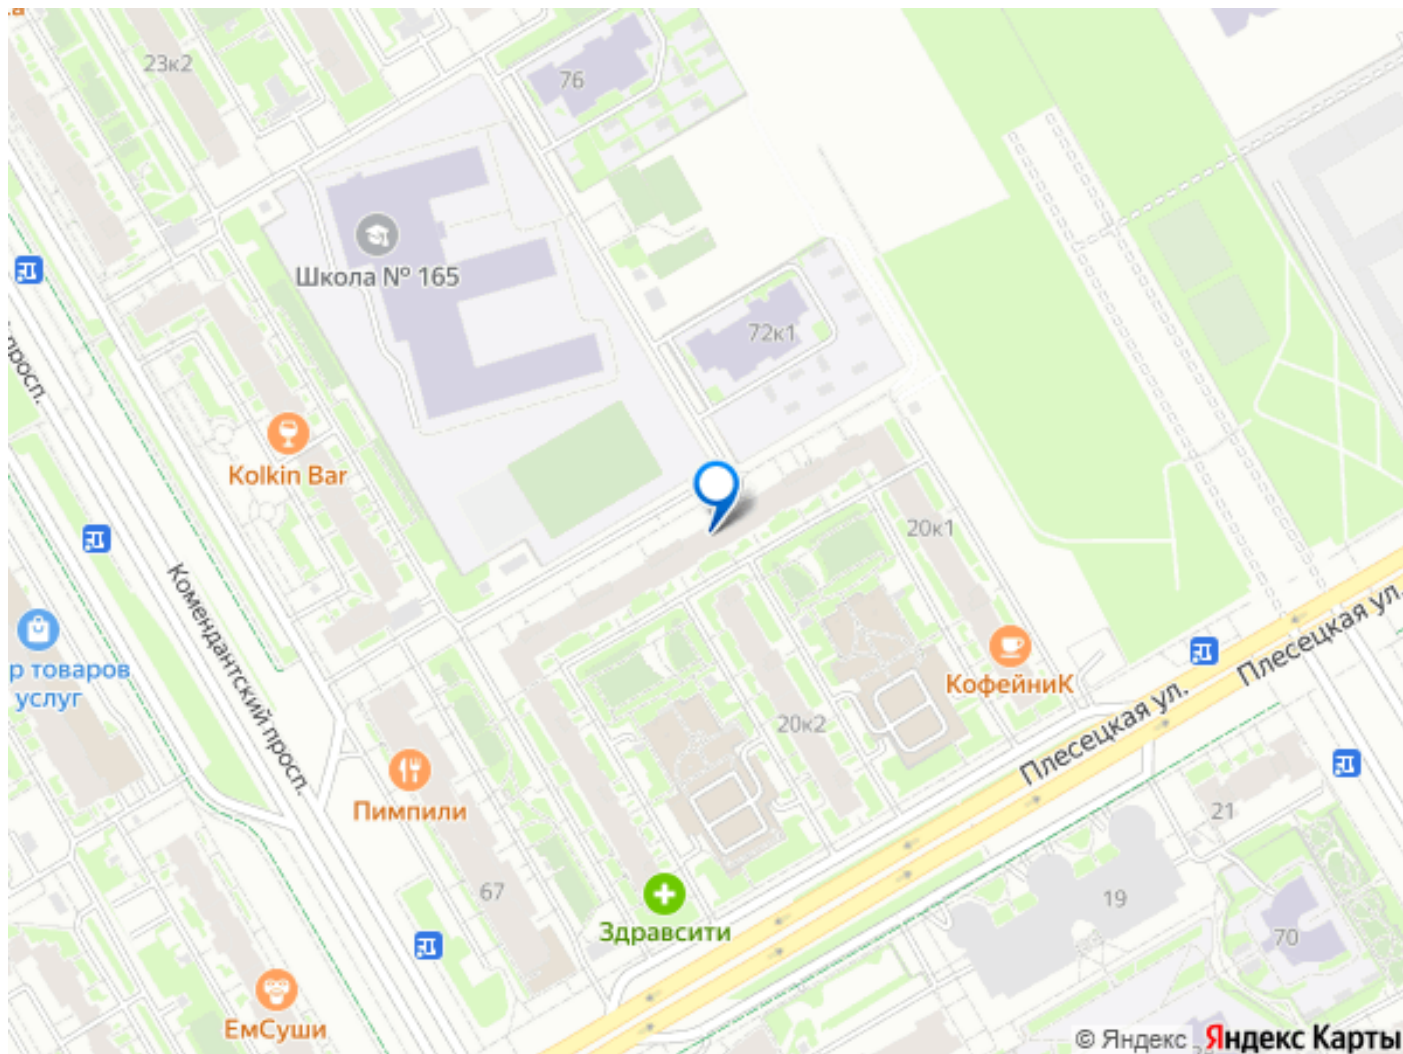 23к2
76
Школа № 165
72к1
просп.
Kolkin Bar
20к1
Комендантский просп.
Плесецкая ул.
р товаров
услуг
КофейниК
Плесецкая ул.
20к2
Пимпили
21
67
19
Здравсити
70
ЕмСуши
© Яндекс Яндекс Карты